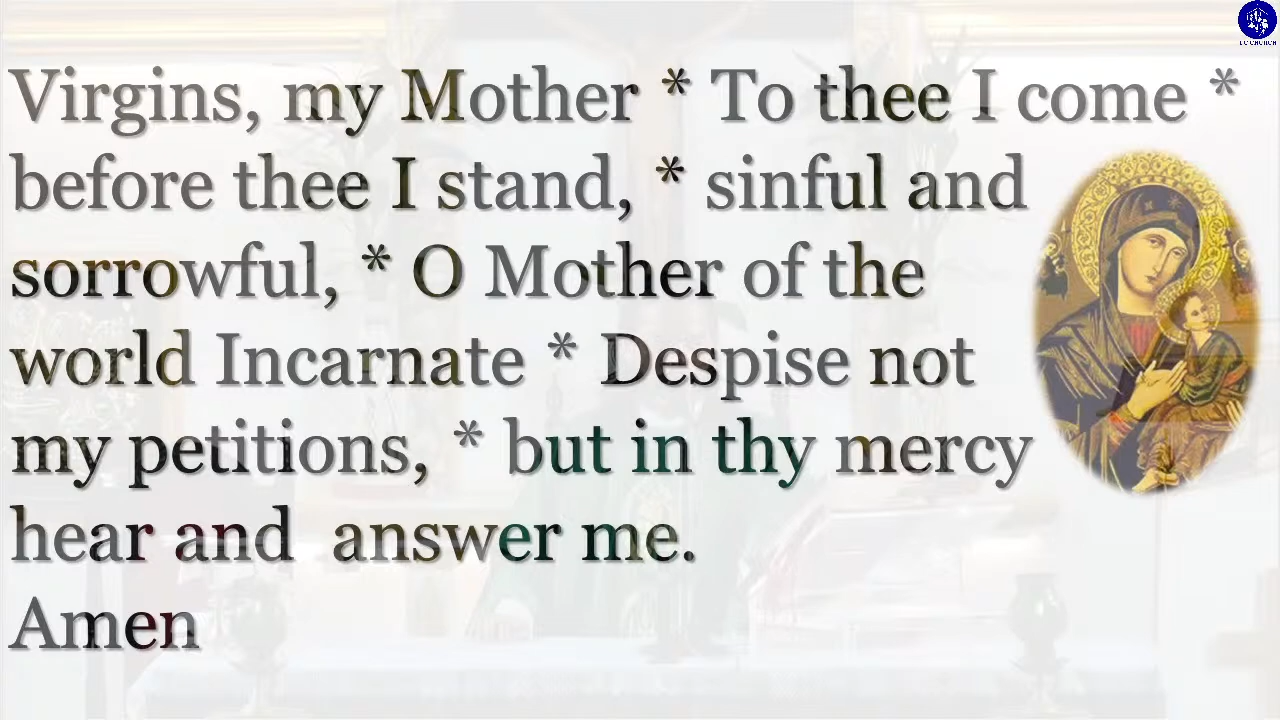 Virgins, my Mother * To thee I come *
before thee I stand, * sinful and
sorrowful, * O Mother of the
world Incarnate * Despise not
my petitions, * but in thy mercy
hear and answer me.
Amen